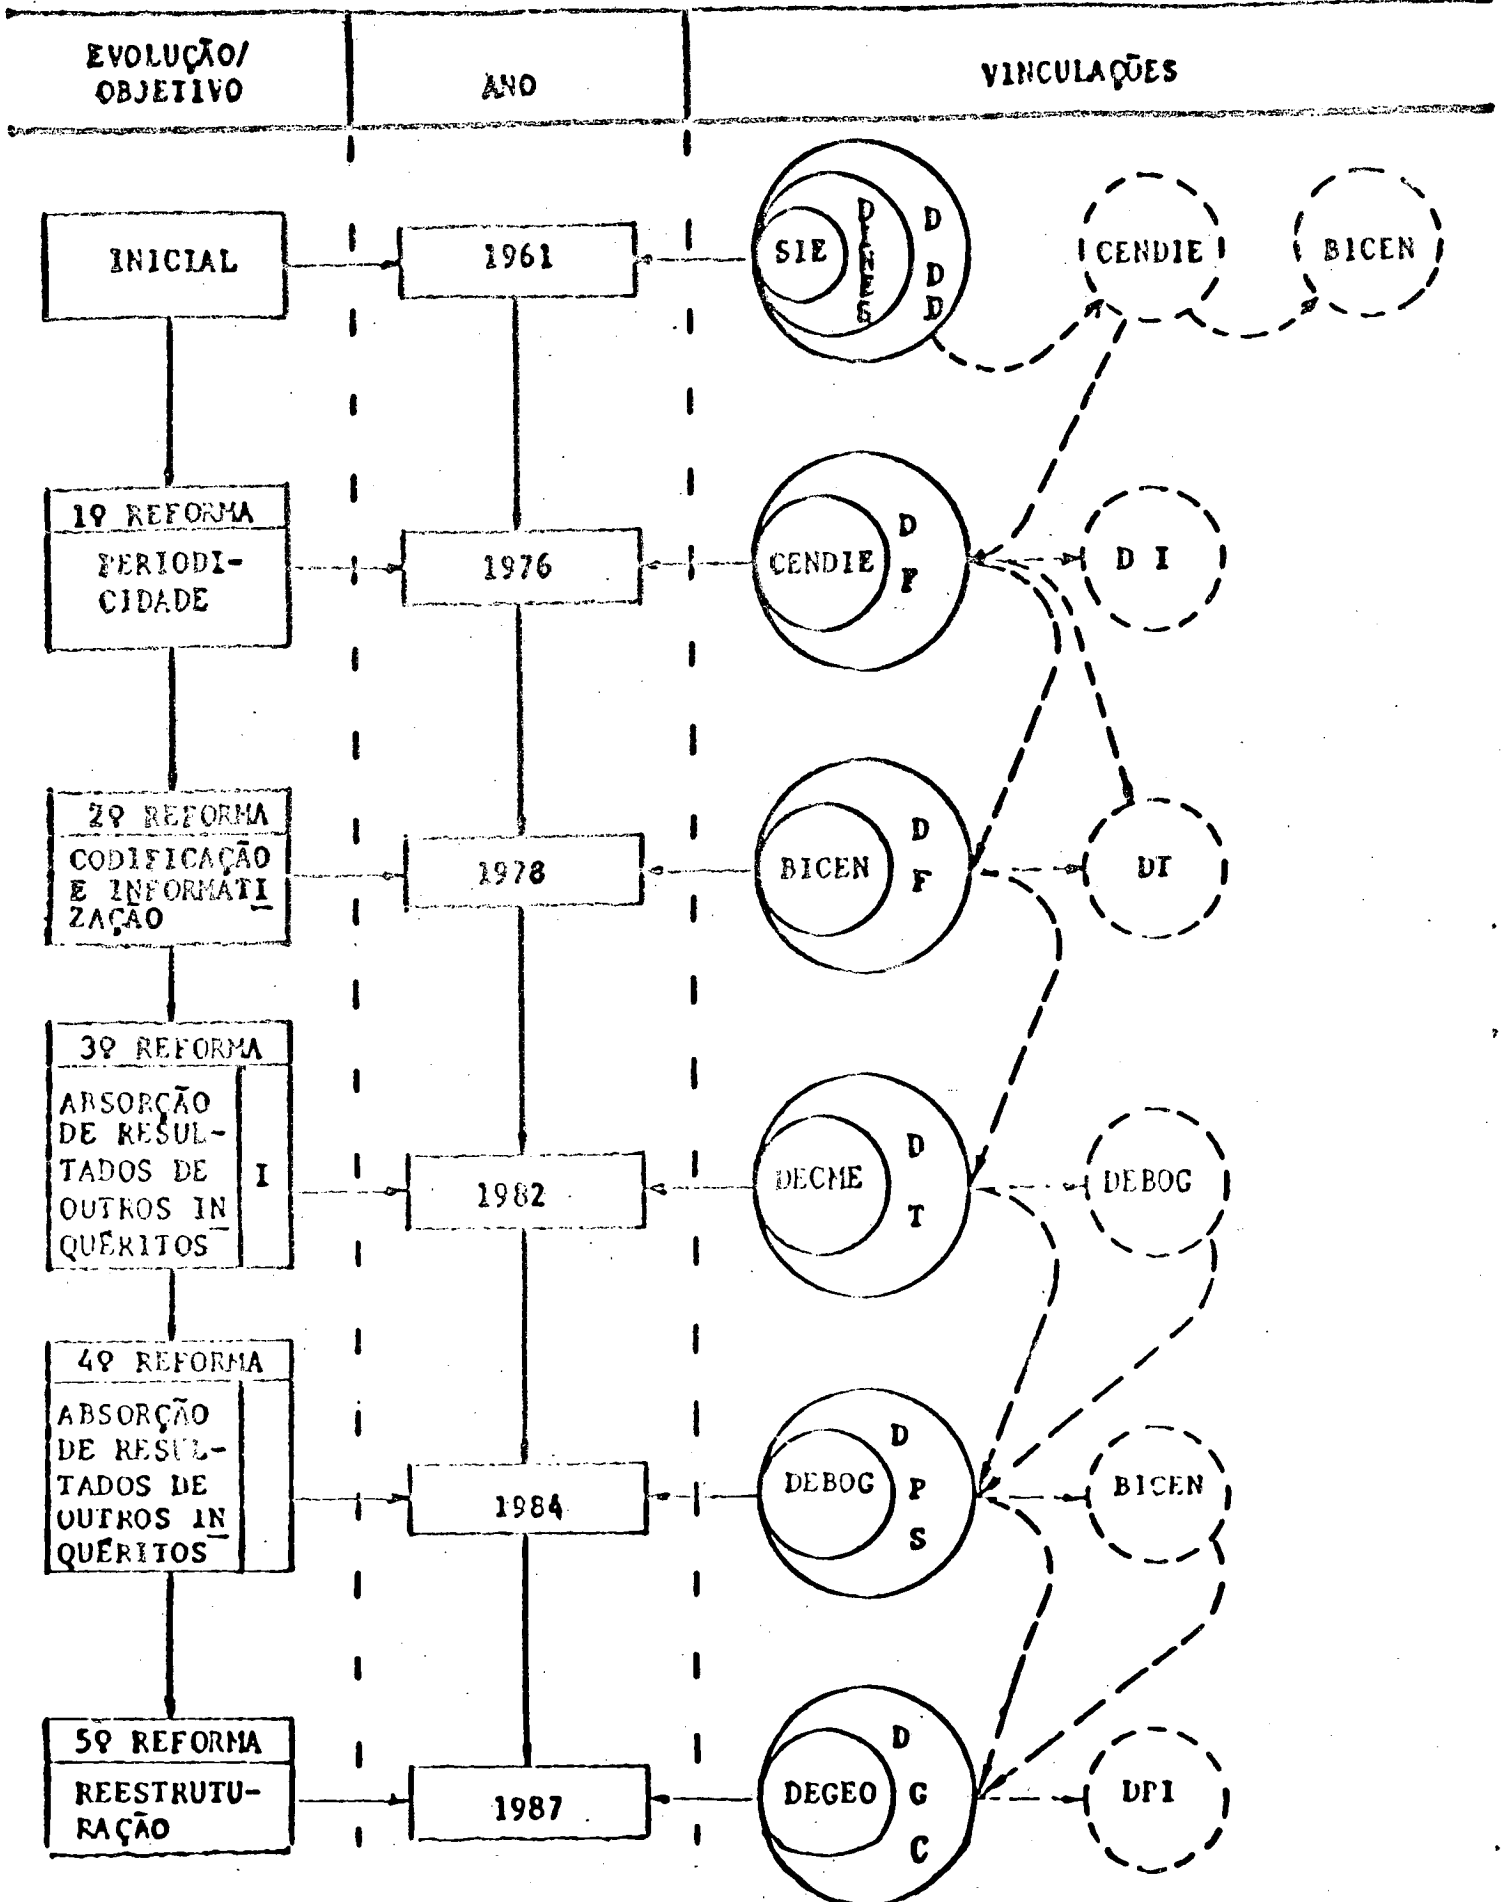 EVOLUÇÃO/
OBJETIVO
ANO
VINCULAÇÕES
INICIAL
1961
SIE
D
D
D
CENDIE
BICEN
1º REFORMA
PERIODI-
CIDADE
1976
CENDIE
D
F
D I
2º REFORMA
CODIFICAÇÃO
E INFORMATI
ZAÇÃO
1978
BICEN
D
F
3º REFORMA
ABSORÇÃO
DE RESUL-
TADOS DE
OUTROS IN
QUÉRITOS
I
1982
DECME
D
T
DEBOG
4º REFORMA
ABSORÇÃO
DE RESUL-
TADOS DE
OUTROS IN
QUÉRITOS
1984
DEBOG
D
P
S
BICEN
5º REFORMA
REESTRUTU-
RAÇÃO
1987
DEGEO
D
G
C
DPI